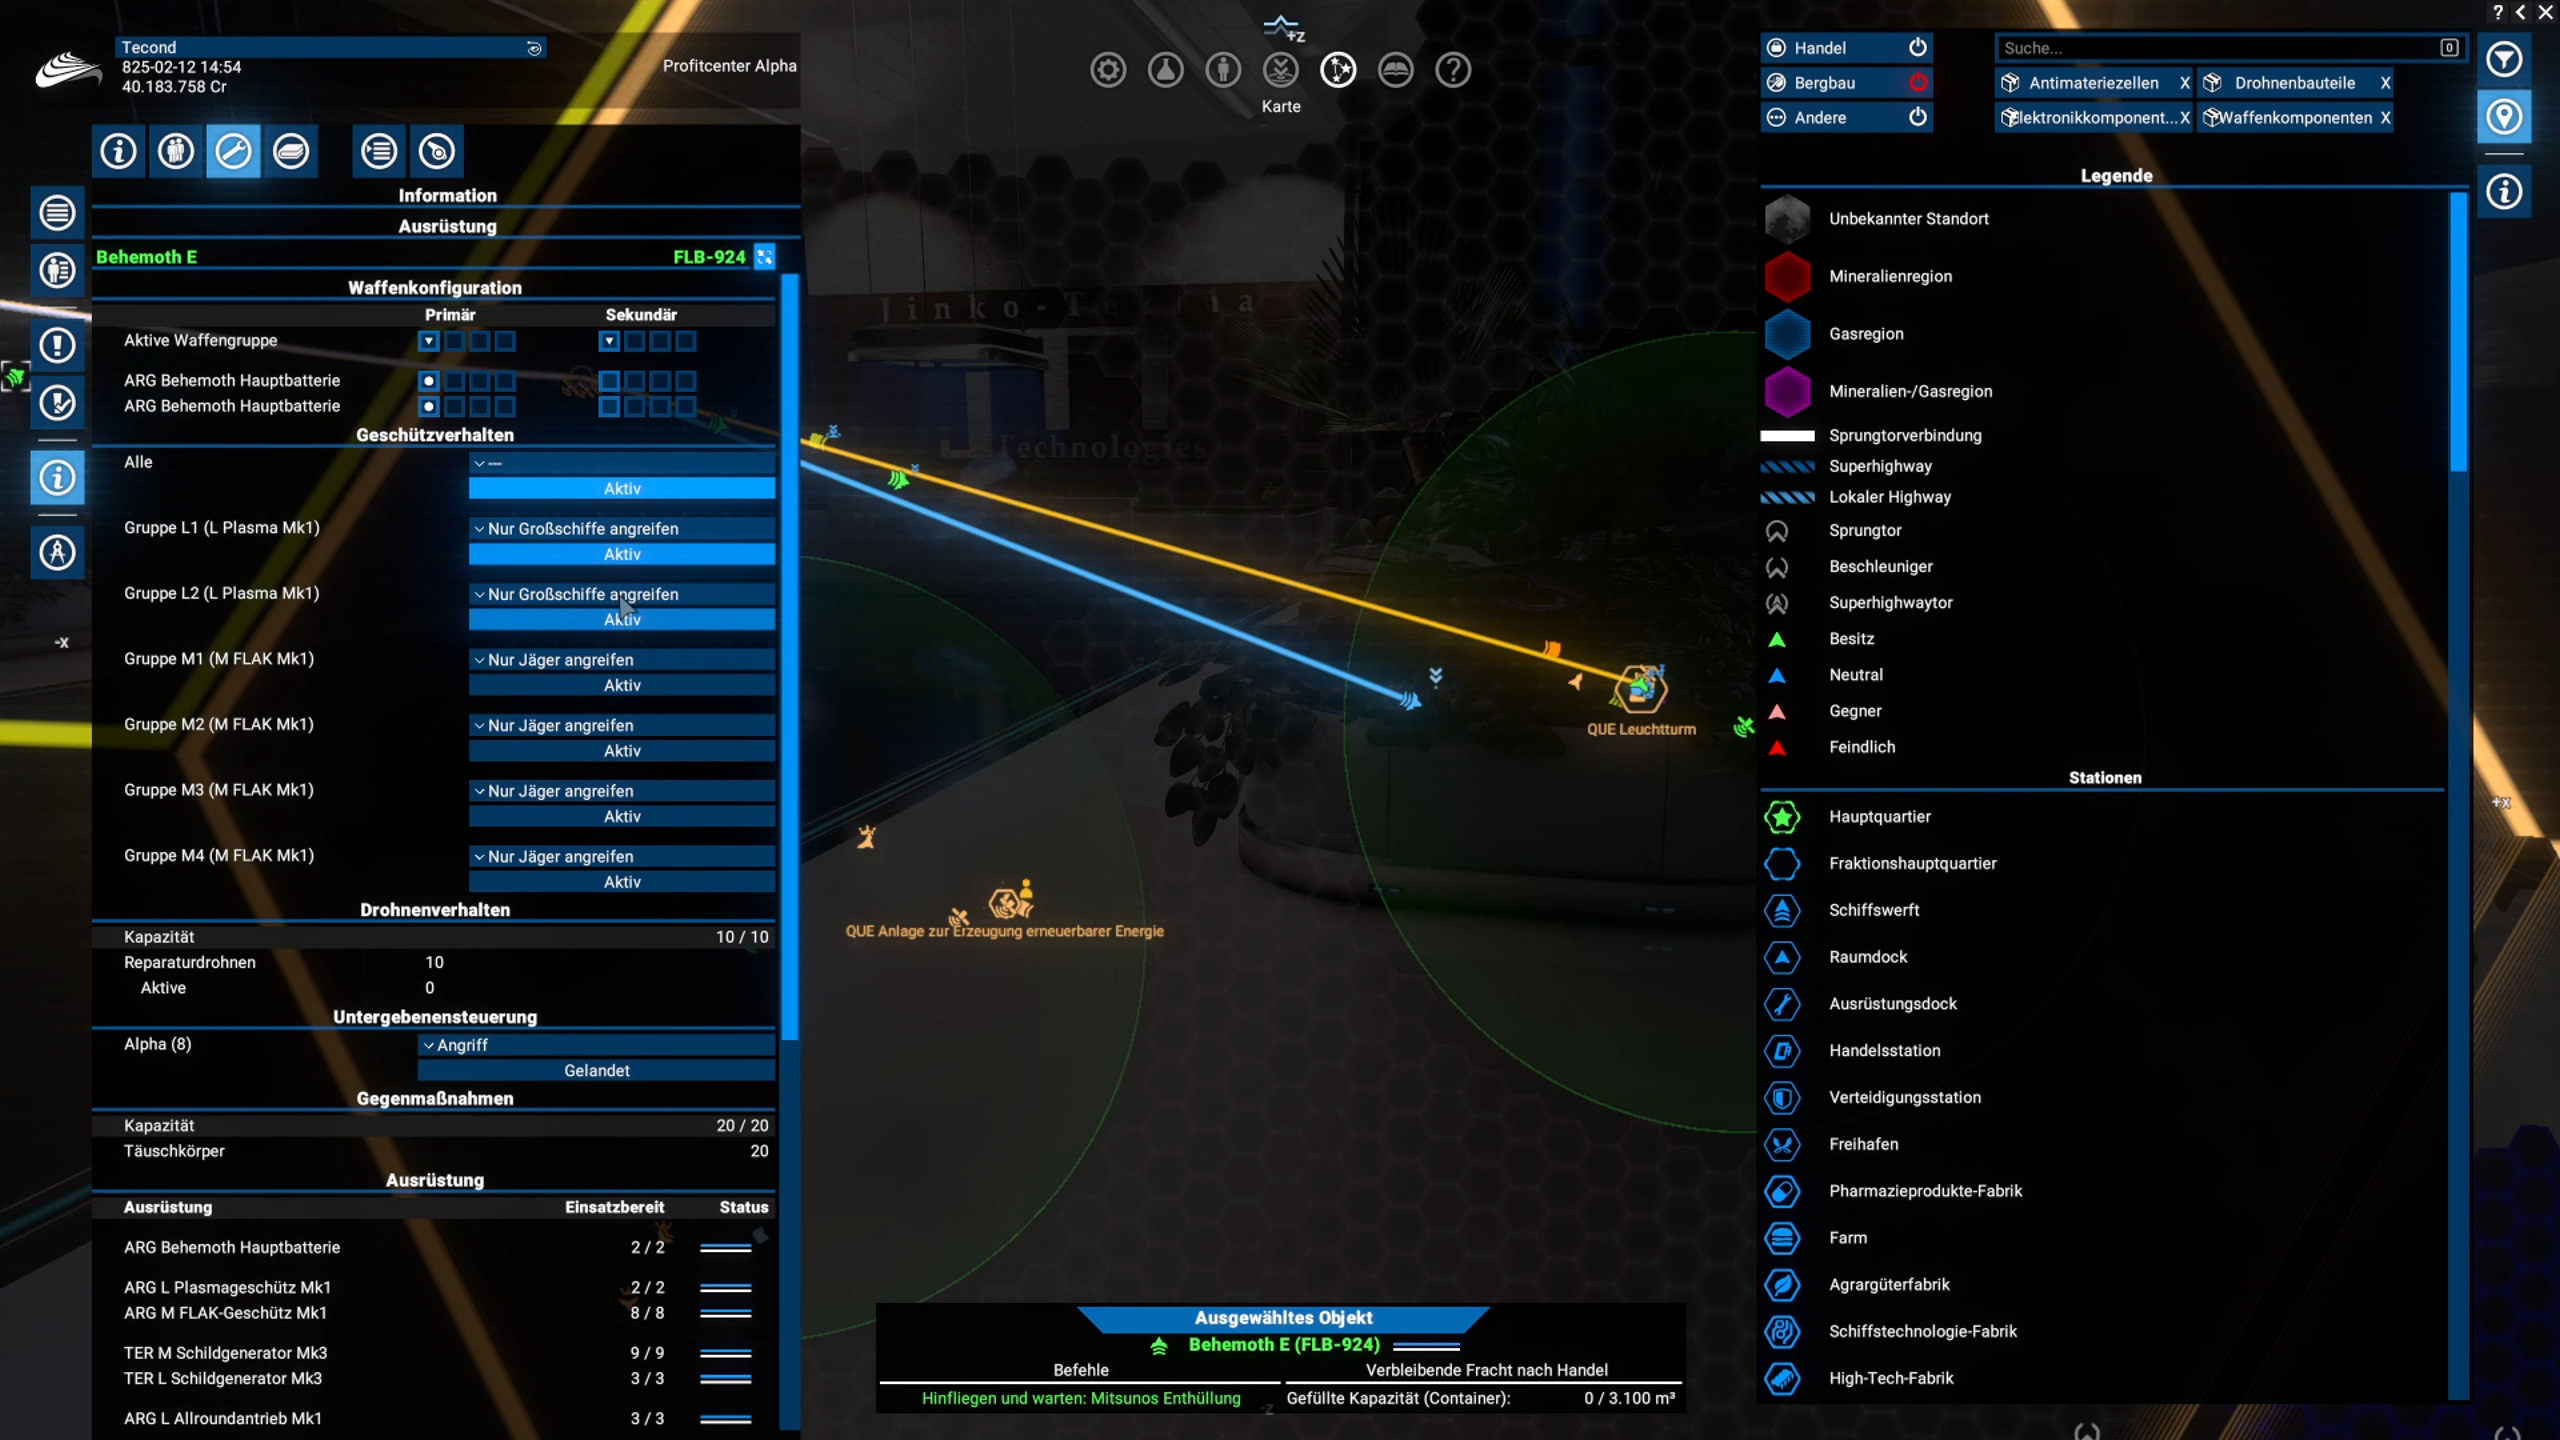 Tecond
825-02-12 14:54
40.183.758 Cr
Profitcenter Alpha
Information
Ausrüstung
Behemoth E FLB-924
Waffenkonfiguration
Primär Sekundär
Aktive Waffengruppe
ARG Behemoth Hauptbatterie
ARG Behemoth Hauptbatterie
Geschützverhalten
Alle ---
Aktiv
Gruppe L1 (L Plasma Mk1) Nur Großschiffe angreifen
Aktiv
Gruppe L2 (L Plasma Mk1) Nur Großschiffe angreifen
Aktiv
Gruppe M1 (M FLAK Mk1) Nur Jäger angreifen
Aktiv
Gruppe M2 (M FLAK Mk1) Nur Jäger angreifen
Aktiv
Gruppe M3 (M FLAK Mk1) Nur Jäger angreifen
Aktiv
Gruppe M4 (M FLAK Mk1) Nur Jäger angreifen
Aktiv
Drohnenverhalten
Kapazität 10 / 10
Reparaturdrohnen 10
Aktive 0
Untergebenensteuerung
Alpha (8) Angriff
Gelandet
Gegenmaßnahmen
Kapazität 20 / 20
Täuschkörper 20
Ausrüstung
Ausrüstung Einsatzbereit Status
ARG Behemoth Hauptbatterie 2 / 2
ARG L Plasmageschütz Mk1 2 / 2
ARG M FLAK-Geschütz Mk1 8 / 8
TER M Schildgenerator Mk3 9 / 9
TER L Schildgenerator Mk3 3 / 3
ARG L Allroundantrieb Mk1 3 / 3
-x
+z
Karte
Technologies
QUE Leuchtturm
QUE Anlage zur Erzeugung erneuerbarer Energie
Ausgewähltes Objekt
Behemoth E (FLB-924)
Befehle Verbleibende Fracht nach Handel
Hinfliegen und warten: Mitsunos Enthüllung Gefüllte Kapazität (Container): 0 / 3.100 m³
-z
? < X
Handel
Bergbau
Andere
Suche... 0
Antimateriezellen X Drohnenbauteile X
lektronikkomponent... X Waffenkomponenten X
Legende
Unbekannter Standort
Mineralienregion
Gasregion
Mineralien-/Gasregion
Sprungtorverbindung
Superhighway
Lokaler Highway
Sprungtor
Beschleuniger
Superhighwaytor
Besitz
Neutral
Gegner
Feindlich
Stationen
+x
Hauptquartier
Fraktionshauptquartier
Schiffswerft
Raumdock
Ausrüstungsdock
Handelsstation
Verteidigungsstation
Freihafen
Pharmazieprodukte-Fabrik
Farm
Agrargüterfabrik
Schiffstechnologie-Fabrik
High-Tech-Fabrik